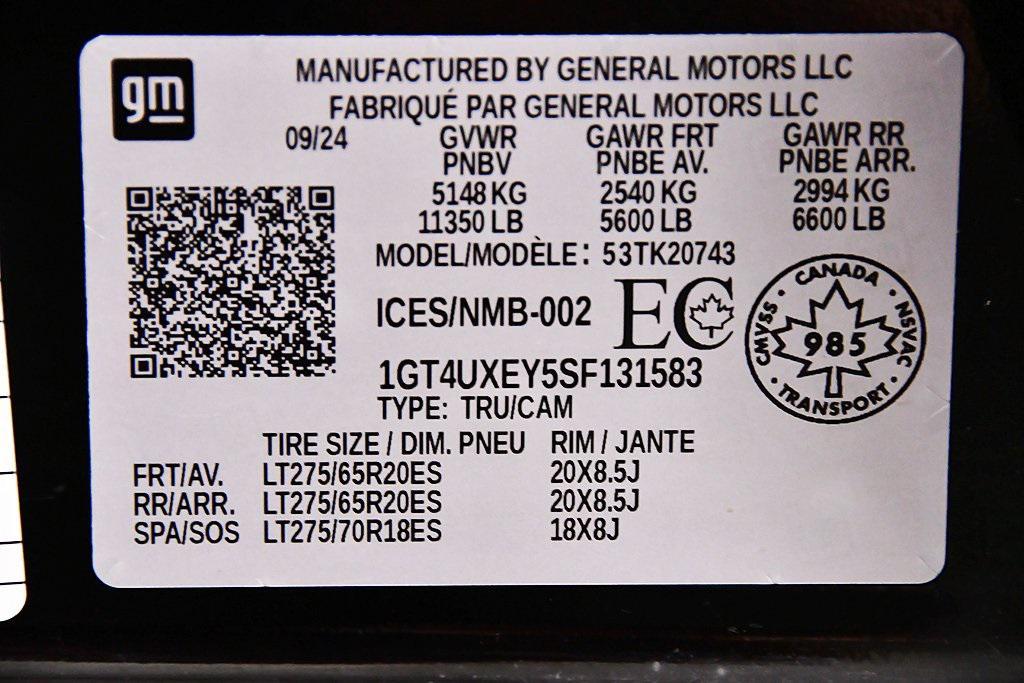 gm
MANUFACTURED BY GENERAL MOTORS LLC
FABRIQUÉ PAR GENERAL MOTORS LLC
09/24 GVWR GAWR FRT GAWR RR
PNBV PNBE AV. PNBE ARR.
5148 KG 2540 KG 2994 KG
11350 LB 5600 LB 6600 LB
MODEL/MODÈLE: 53TK20743
ICES/NMB-002 EC
CANADA
CMVSS 985 NSVAC
TRANSPORT
1GT4UXEY5SF131583
TYPE: TRU/CAM
TIRE SIZE / DIM. PNEU RIM / JANTE
FRT/AV. LT275/65R20ES 20X8.5J
RR/ARR. LT275/65R20ES 20X8.5J
SPA/SOS LT275/70R18ES 18X8J